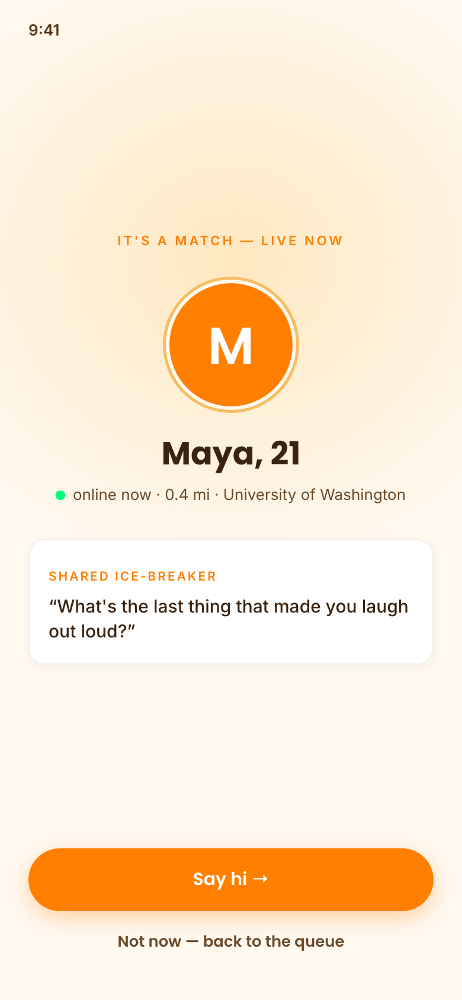 9:41
IT'S A MATCH — LIVE NOW
M
Maya, 21
online now · 0.4 mi · University of Washington
SHARED ICE-BREAKER
“What's the last thing that made you laugh
out loud?”
Say hi →
Not now — back to the queue